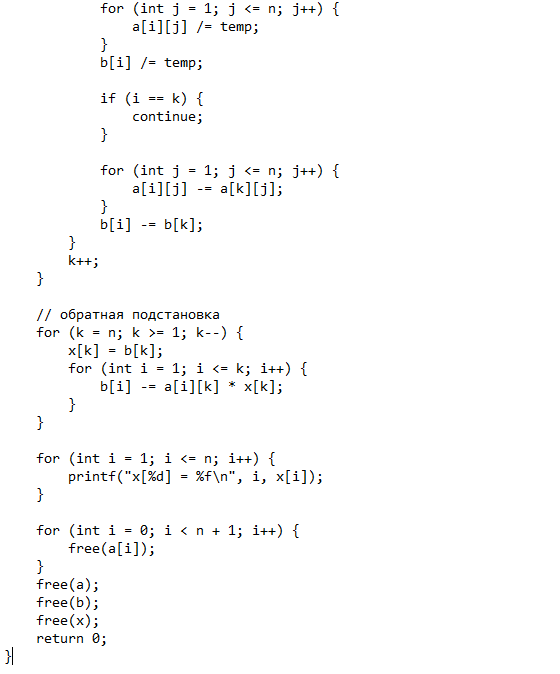 for (int j = 1; j <= n; j++) {
a[i][j] /= temp;
}
b[i] /= temp;
if (i == k) {
continue;
}
for (int j = 1; j <= n; j++) {
a[i][j] -= a[k][j];
}
b[i] -= b[k];
}
k++;
}
// обратная подстановка
for (k = n; k >= 1; k--) {
x[k] = b[k];
for (int i = 1; i <= k; i++) {
b[i] -= a[i][k] * x[k];
}
}
for (int i = 1; i <= n; i++) {
printf("x[%d] = %f\n", i, x[i]);
}
for (int i = 0; i < n + 1; i++) {
free(a[i]);
}
free(a);
free(b);
free(x);
return 0;
}